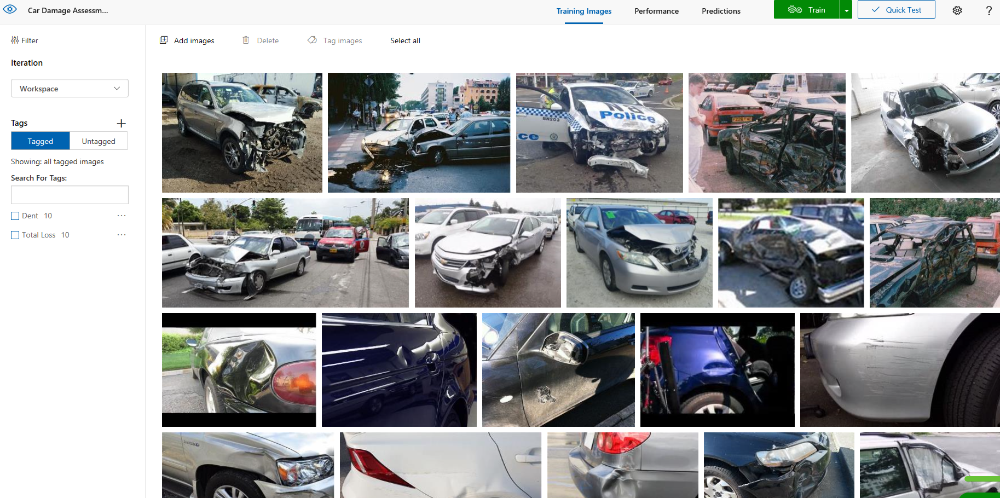 Car Damage Assessm...
Training Images
Performance
Predictions
Train
Quick Test
?
Filter
Add images
Delete
Tag images
Select all
Iteration
Workspace
Tags
Tagged
Untagged
Showing: all tagged images
Search For Tags:
Dent 10
Total Loss 10
Police
BN203
ce